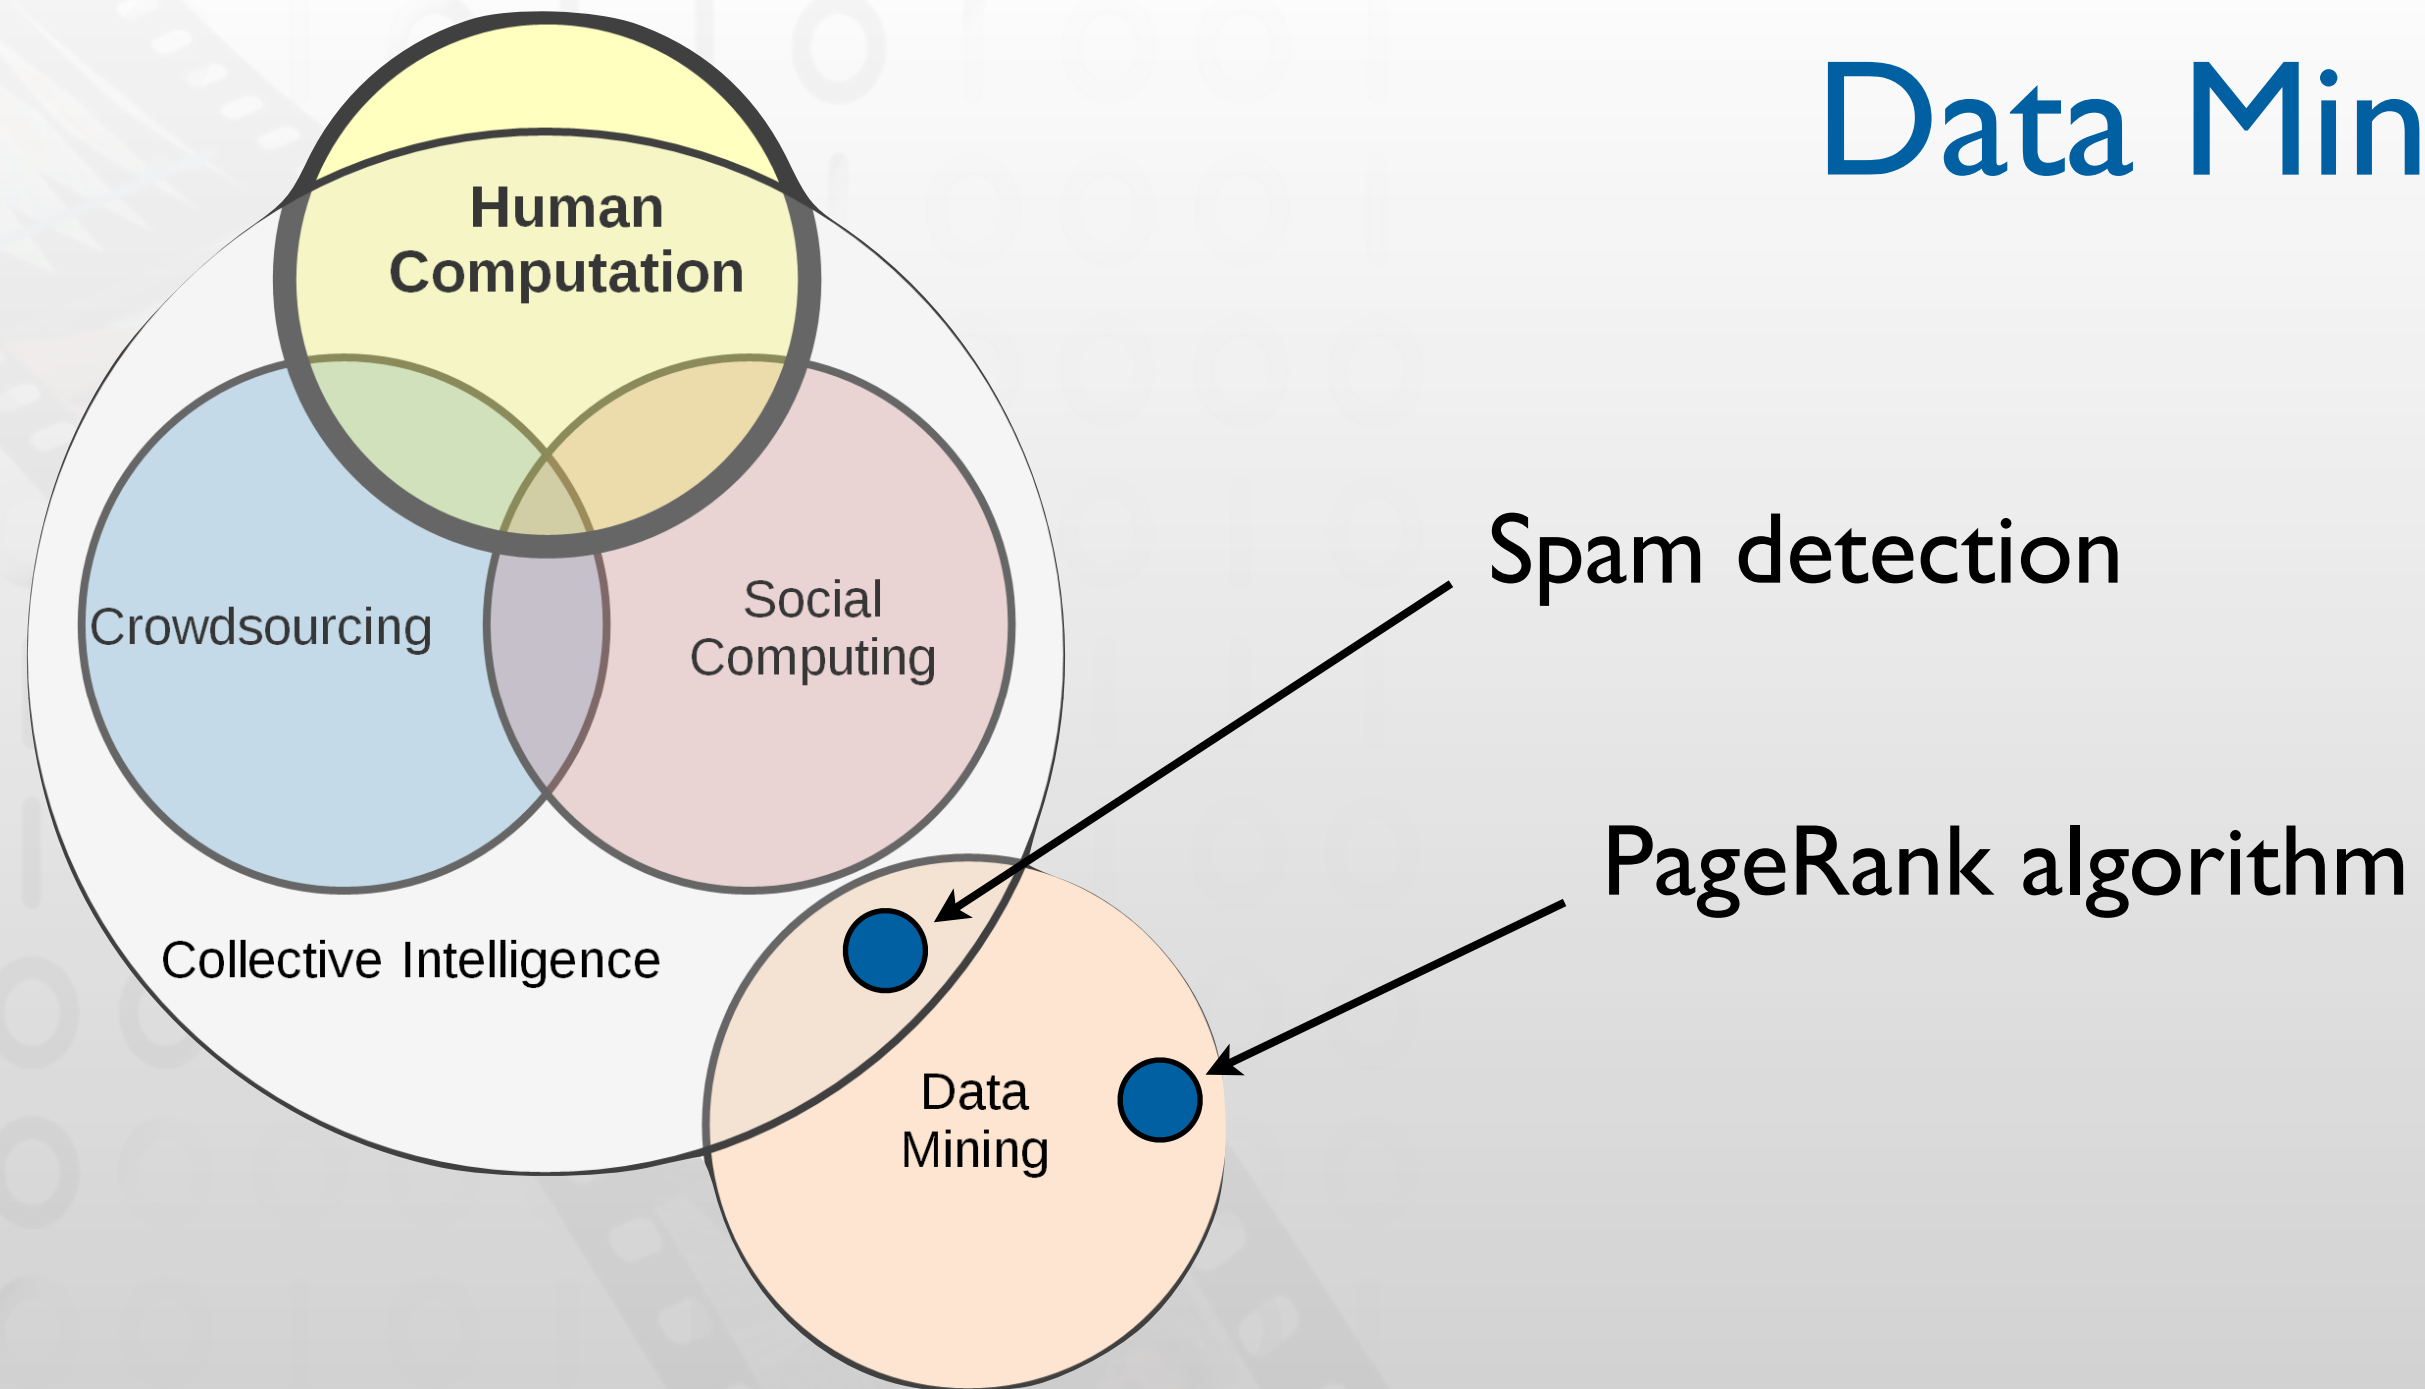 Data Min
Human
Computation
Crowdsourcing
Social
Computing
Collective Intelligence
Data
Mining
Spam detection
PageRank algorithm